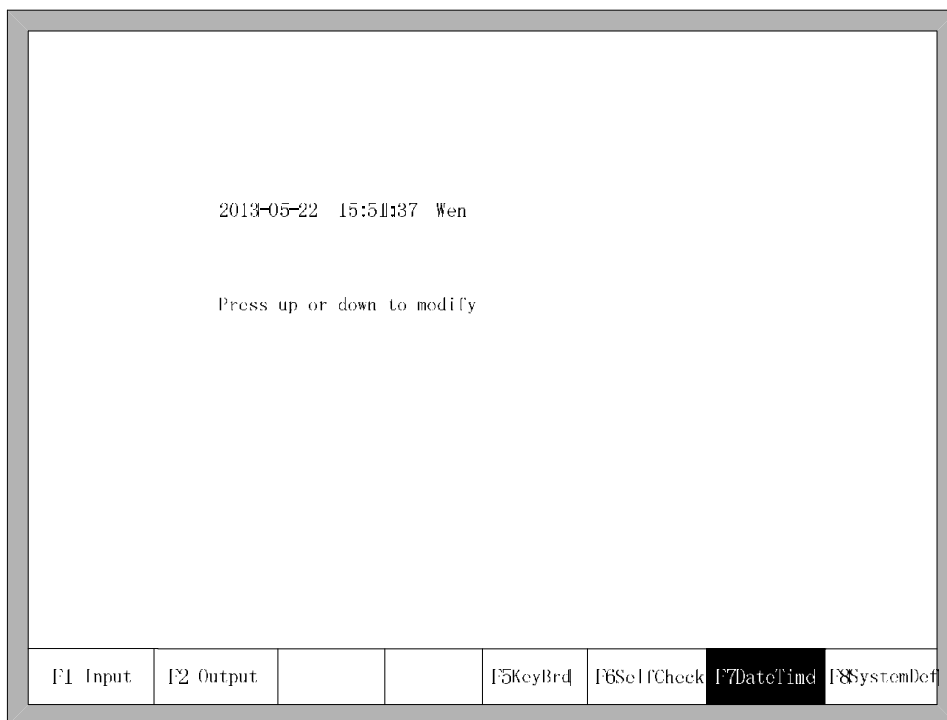 2013-05-22 15:51:37 Wen
Press up or down to modify
F1 Input F2 Output F5KeyBrd F6SelfCheck F7DateTime F8SystemDef